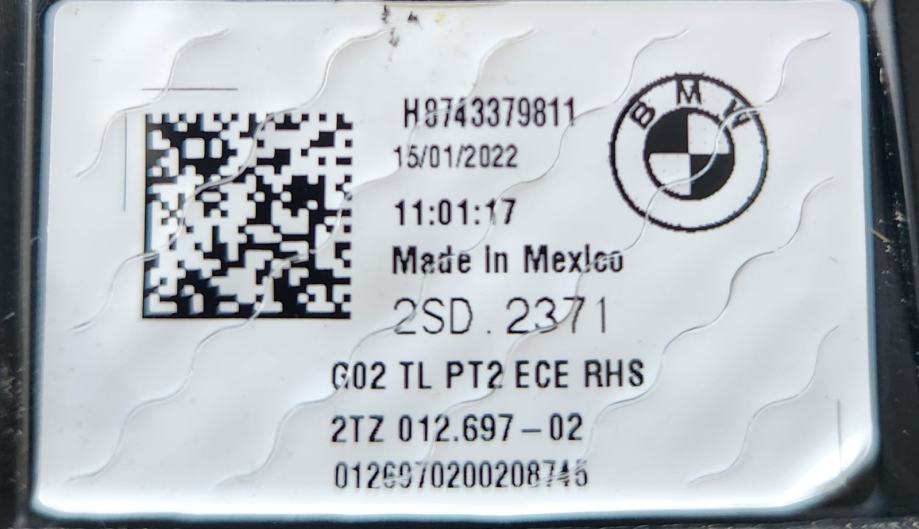 H8743379811
15/01/2022
BMW
11:01:17
Made In Mexico
2SD.2371
G02 TL PT2 ECE RHS
2TZ 012.697-02
0126970200208745